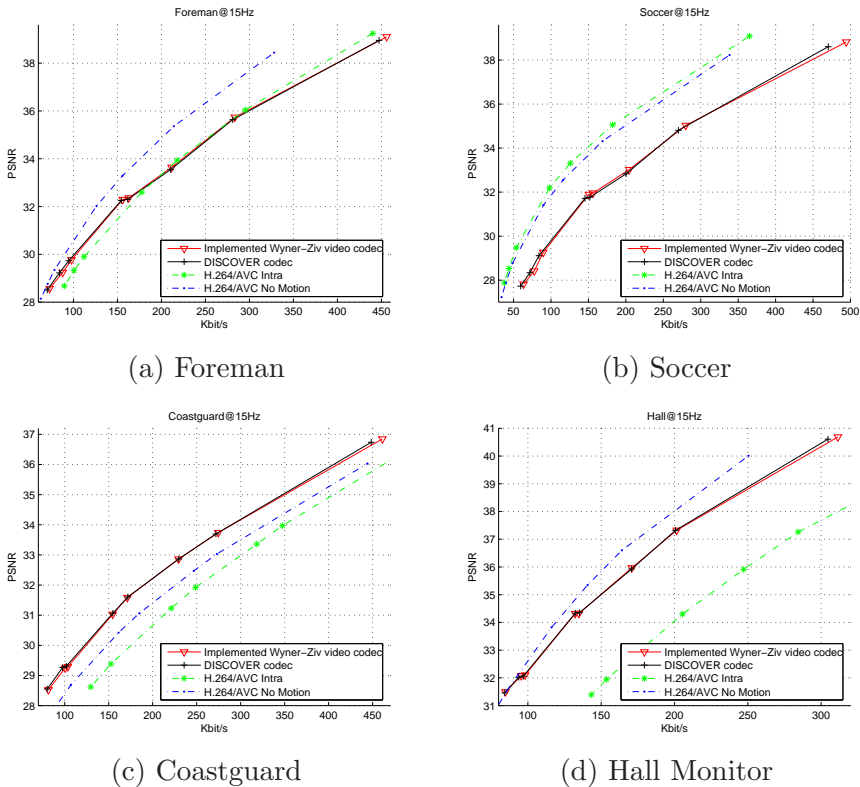 Foreman@15Hz
PSNR
38
36
34
32
30
28
100 150 200 250 300 350 400 450
Kbit/s
Implemented Wyner−Ziv video codec
DISCOVER codec
H.264/AVC Intra
H.264/AVC No Motion
(a) Foreman
Soccer@15Hz
PSNR
38
36
34
32
30
28
50 100 150 200 250 300 350 400 450 500
Kbit/s
Implemented Wyner−Ziv video codec
DISCOVER codec
H.264/AVC Intra
H.264/AVC No Motion
(b) Soccer
Coastguard@15Hz
PSNR
37
36
35
34
33
32
31
30
29
28
100 150 200 250 300 350 400 450
Kbit/s
Implemented Wyner−Ziv video codec
DISCOVER codec
H.264/AVC Intra
H.264/AVC No Motion
(c) Coastguard
Hall@15Hz
PSNR
41
40
39
38
37
36
35
34
33
32
31
100 150 200 250 300
Kbit/s
Implemented Wyner−Ziv video codec
DISCOVER codec
H.264/AVC Intra
H.264/AVC No Motion
(d) Hall Monitor